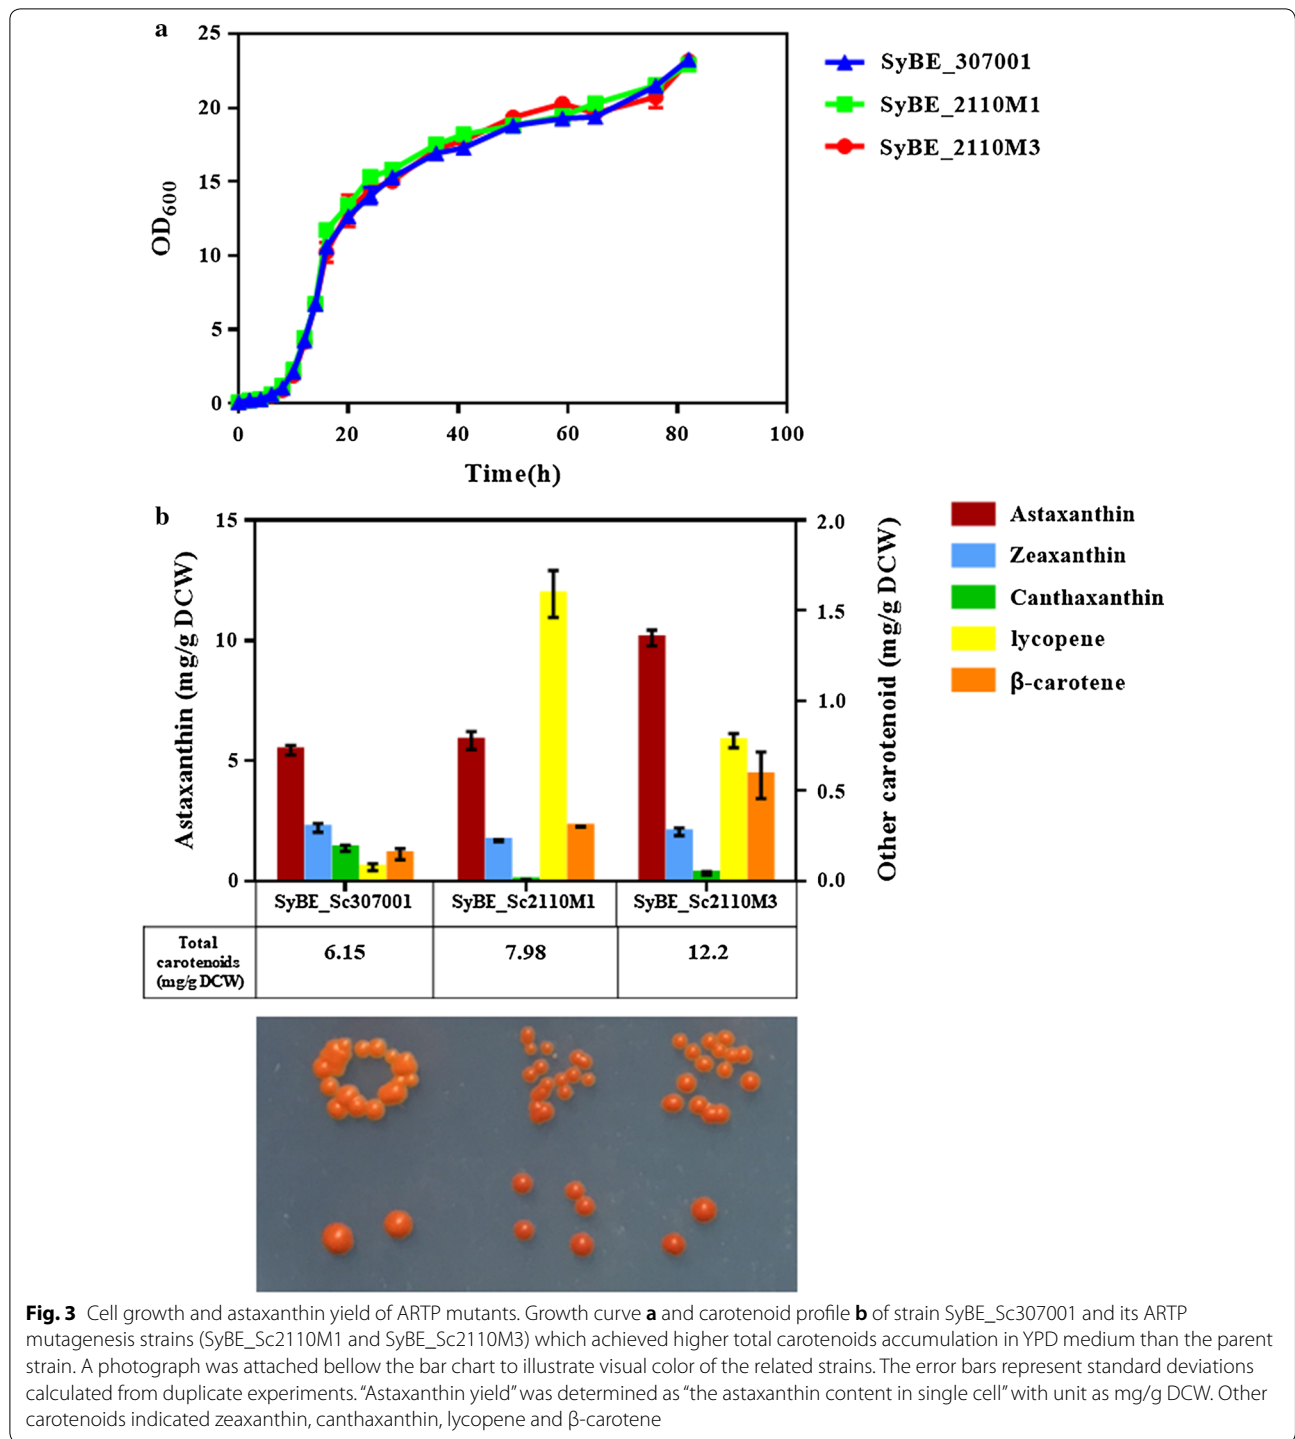 a
25
20
15
10
5
0
OD600
0 20 40 60 80 100
Time(h)
SyBE_307001
SyBE_2110M1
SyBE_2110M3
b
15
10
5
0
Astaxanthin (mg/g DCW)
2.0
1.5
1.0
0.5
0.0
Other carotenoid (mg/g DCW)
Astaxanthin
Zeaxanthin
Canthaxanthin
lycopene
β-carotene
SyBE_Sc307001 SyBE_Sc2110M1 SyBE_Sc2110M3
Total
carotenoids
(mg/g DCW)
6.15 7.98 12.2
Fig. 3 Cell growth and astaxanthin yield of ARTP mutants. Growth curve a and carotenoid profile b of strain SyBE_Sc307001 and its ARTP
mutagenesis strains (SyBE_Sc2110M1 and SyBE_Sc2110M3) which achieved higher total carotenoids accumulation in YPD medium than the parent
strain. A photograph was attached bellow the bar chart to illustrate visual color of the related strains. The error bars represent standard deviations
calculated from duplicate experiments. “Astaxanthin yield” was determined as “the astaxanthin content in single cell” with unit as mg/g DCW. Other
carotenoids indicated zeaxanthin, canthaxanthin, lycopene and β-carotene